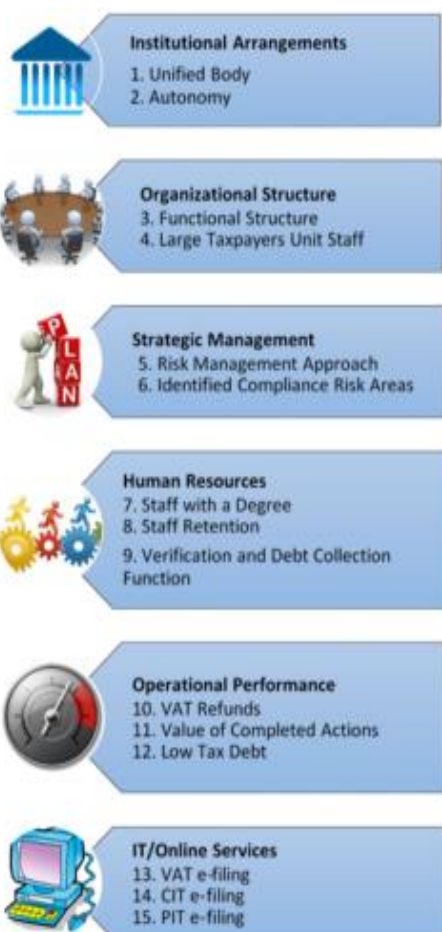 Institutional Arrangements
1. Unified Body
2. Autonomy
Organizational Structure
3. Functional Structure
4. Large Taxpayers Unit Staff
PLAN
Strategic Management
5. Risk Management Approach
6. Identified Compliance Risk Areas
Human Resources
7. Staff with a Degree
8. Staff Retention
9. Verification and Debt Collection
Function
Operational Performance
10. VAT Refunds
11. Value of Completed Actions
12. Low Tax Debt
IT/Online Services
13. VAT e-filing
14. CIT e-filing
15. PIT e-filing